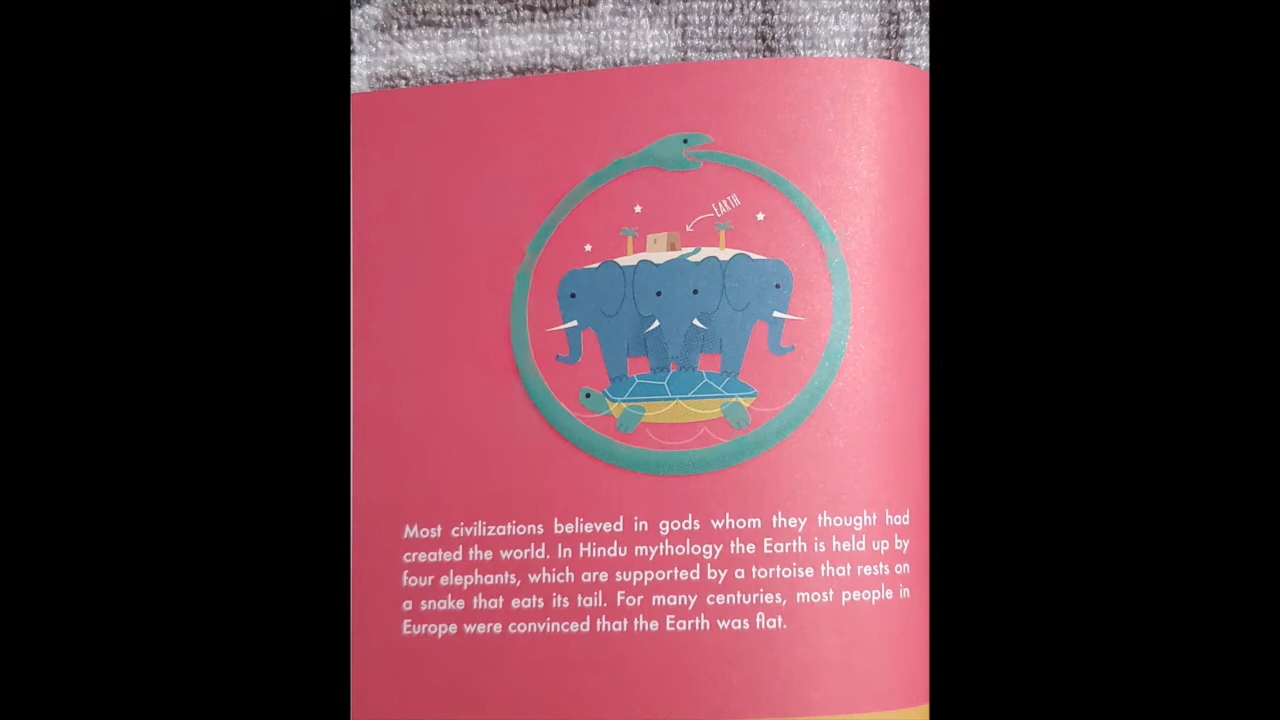 EARTH
Most civilizations believed in gods whom they thought had
created the world. In Hindu mythology the Earth is held up by
four elephants, which are supported by a tortoise that rests on
a snake that eats its tail. For many centuries, most people in
Europe were convinced that the Earth was flat.